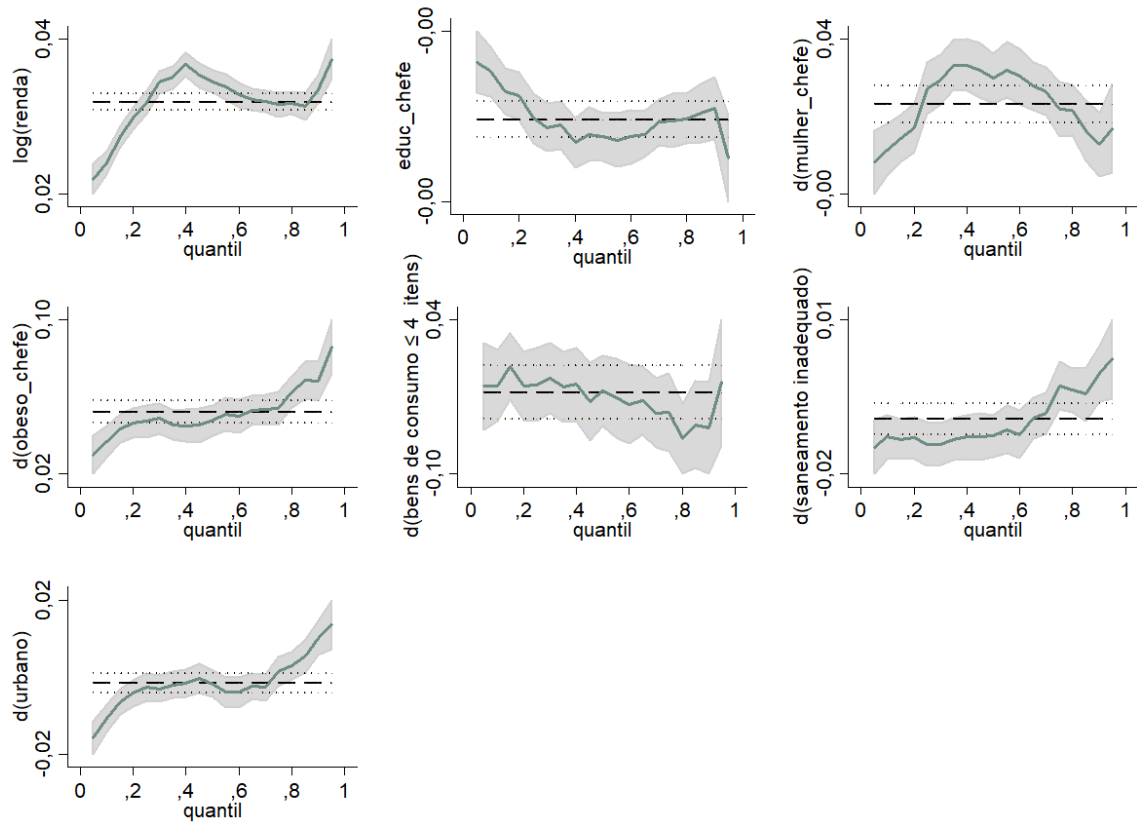 log(renda)
0,04
0,02
0 ,2 ,4 ,6 ,8 1
quantil
educ_chefe
-0,00
-0,00
0 ,2 ,4 ,6 ,8 1
quantil
d(mulher_chefe)
0,04
-0,00
0 ,2 ,4 ,6 ,8 1
quantil
d(obeso_chefe)
0,10
0,02
0 ,2 ,4 ,6 ,8 1
quantil
d(bens de consumo ≤ 4 itens)
0,04
-0,10
0 ,2 ,4 ,6 ,8 1
quantil
d(saneamento inadequado)
0,01
-0,02
0 ,2 ,4 ,6 ,8 1
quantil
d(urbano)
0,02
-0,02
0 ,2 ,4 ,6 ,8 1
quantil